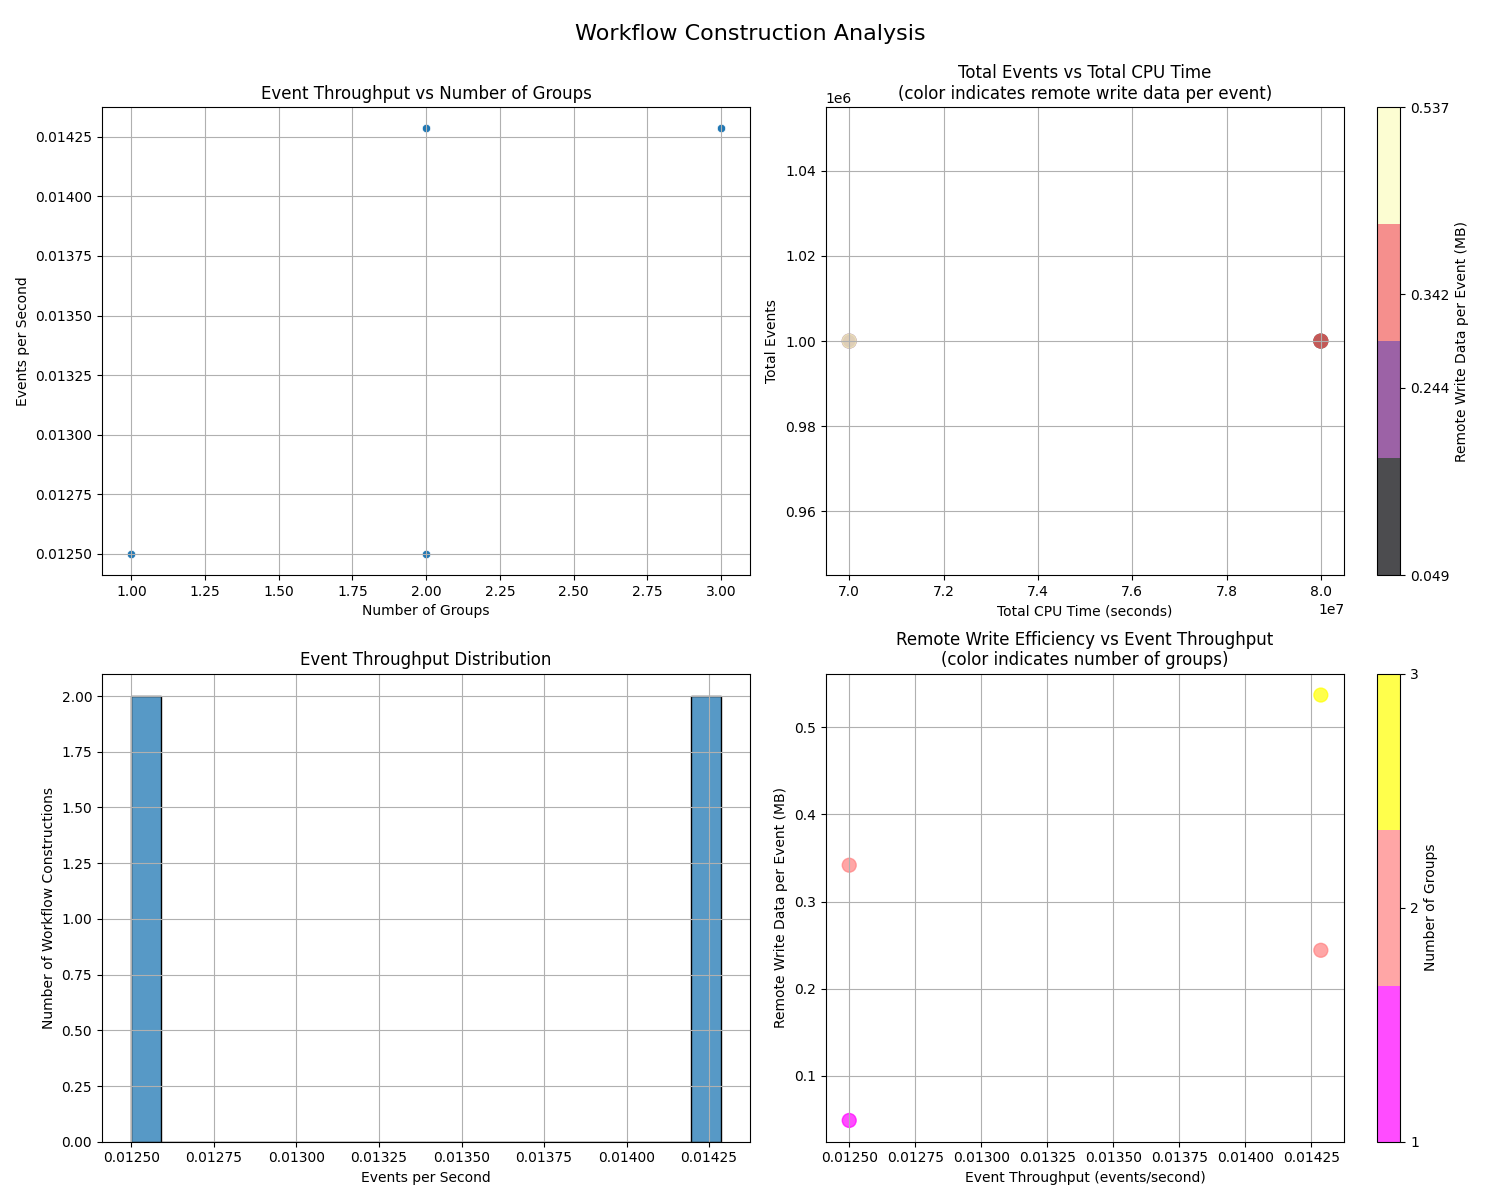 Workflow Construction Analysis
Event Throughput vs Number of Groups
Events per Second
0.01425
0.01400
0.01375
0.01350
0.01325
0.01300
0.01275
0.01250
1.00 1.25 1.50 1.75 2.00 2.25 2.50 2.75 3.00
Number of Groups
Total Events vs Total CPU Time
(color indicates remote write data per event)
1e6
Total Events
1.04
1.02
1.00
0.98
0.96
7.0 7.2 7.4 7.6 7.8 8.0
1e7
Total CPU Time (seconds)
0.537
0.342
0.244
0.049
Remote Write Data per Event (MB)
Event Throughput Distribution
Number of Workflow Constructions
2.00
1.75
1.50
1.25
1.00
0.75
0.50
0.25
0.00
0.01250 0.01275 0.01300 0.01325 0.01350 0.01375 0.01400 0.01425
Events per Second
Remote Write Efficiency vs Event Throughput
(color indicates number of groups)
Remote Write Data per Event (MB)
0.5
0.4
0.3
0.2
0.1
0.01250 0.01275 0.01300 0.01325 0.01350 0.01375 0.01400 0.01425
Event Throughput (events/second)
3
2
1
Number of Groups